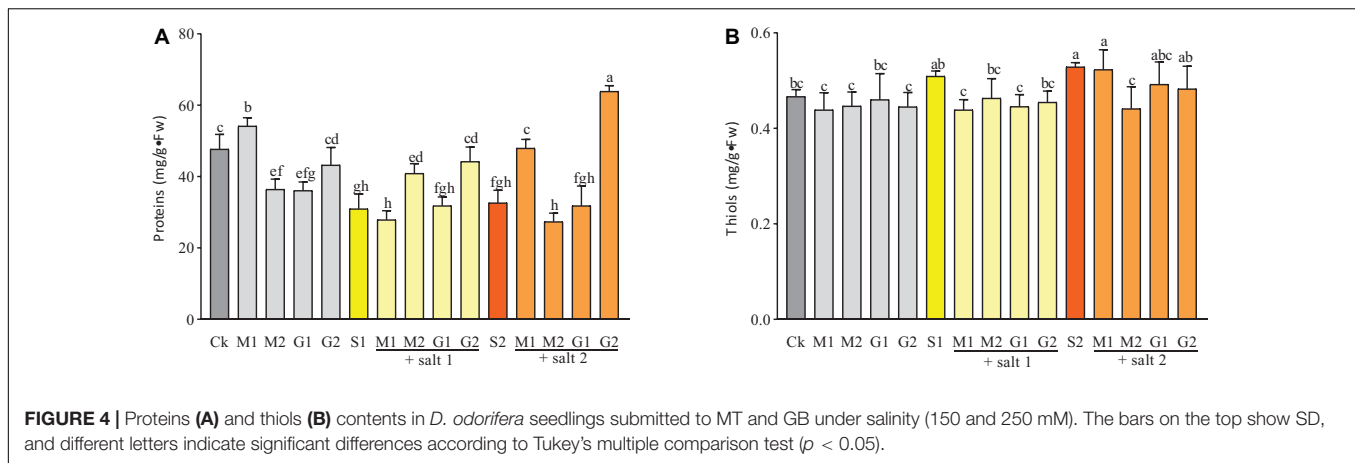 A
80
60
40
20
0
Proteins (mg/g•Fw)
c b ef efg cd gh h ed fgh cd fgh c h fgh a
Ck M1 M2 G1 G2 S1 M1 M2 G1 G2 S2 M1 M2 G1 G2
+ salt 1 + salt 2
B
0.6
0.4
0.2
0.0
Thiols (mg/g•Fw)
bc c c bc c ab c bc c bc a a c abc ab
Ck M1 M2 G1 G2 S1 M1 M2 G1 G2 S2 M1 M2 G1 G2
+ salt 1 + salt 2
FIGURE 4 | Proteins (A) and thiols (B) contents in D. odorifera seedlings submitted to MT and GB under salinity (150 and 250 mM). The bars on the top show SD,
and different letters indicate significant differences according to Tukey's multiple comparison test (p < 0.05).